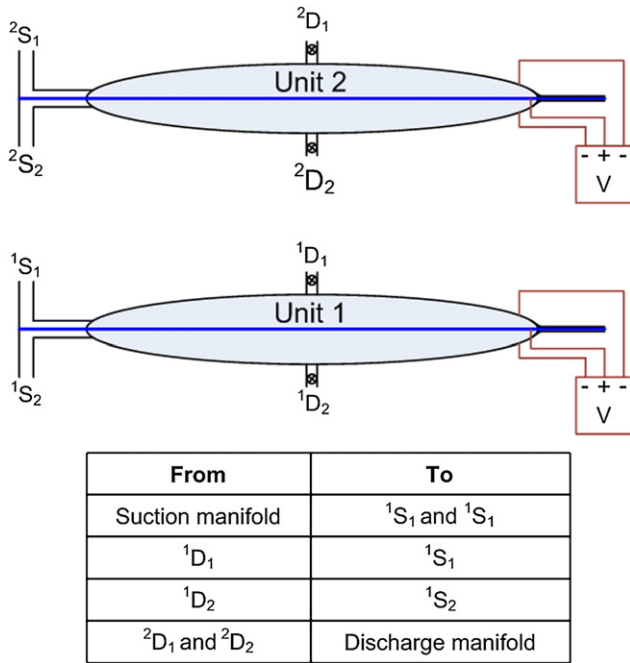 ²S₁
²D₁
Unit 2
²S₂
²D₂
- + -
V
¹S₁
¹D₁
Unit 1
¹S₂
¹D₂
- + -
V
From To
Suction manifold ¹S₁ and ¹S₁
¹D₁ ¹S₁
¹D₂ ¹S₂
²D₁ and ²D₂ Discharge manifold